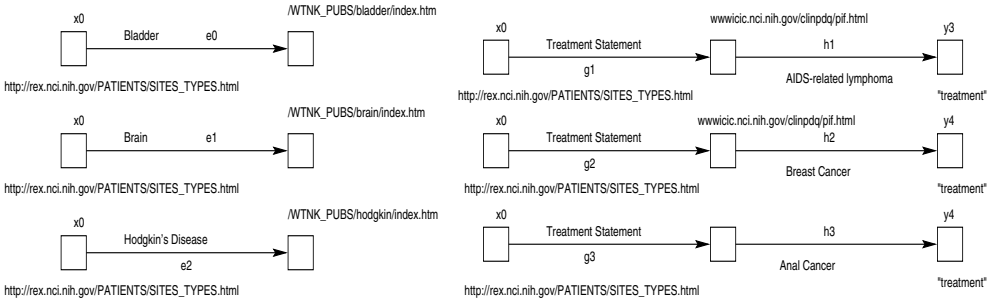 x0
/WTNK_PUBS/bladder/index.htm
Bladder
e0
http://rex.nci.nih.gov/PATIENTS/SITES_TYPES.html
x0
/WTNK_PUBS/brain/index.htm
Brain
e1
http://rex.nci.nih.gov/PATIENTS/SITES_TYPES.html
x0
/WTNK_PUBS/hodgkin/index.htm
Hodgkin's Disease
e2
http://rex.nci.nih.gov/PATIENTS/SITES_TYPES.html
x0
wwwicic.nci.nih.gov/clinpdq/pif.html
y3
Treatment Statement
h1
g1
AIDS-related lymphoma
http://rex.nci.nih.gov/PATIENTS/SITES_TYPES.html
"treatment"
x0
wwwicic.nci.nih.gov/clinpdq/pif.html
y4
Treatment Statement
h2
g2
Breast Cancer
http://rex.nci.nih.gov/PATIENTS/SITES_TYPES.html
"treatment"
x0
y4
Treatment Statement
h3
g3
Anal Cancer
http://rex.nci.nih.gov/PATIENTS/SITES_TYPES.html
"treatment"